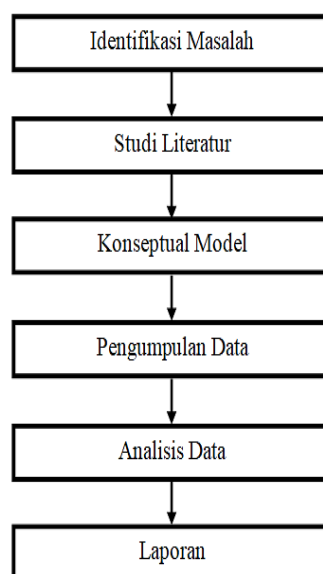 Identifikasi Masalah
Studi Literatur
Konseptual Model
Pengumpulan Data
Analisis Data
Laporan